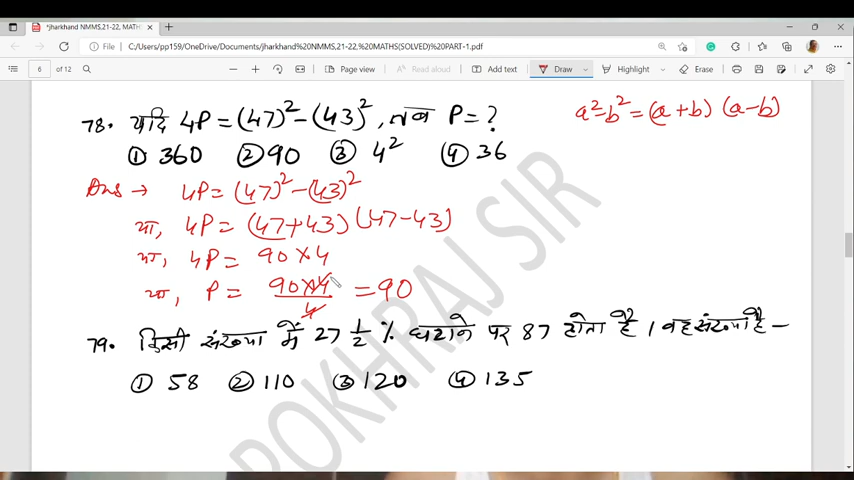 *jharkhand NMMS,21-22, MATHS
File | C:/Users/pp159/OneDrive/Documents/jharkhand%20NMMS,21-22,%20MATHS(SOLVED)%20PART-1.pdf
6 of 12 Page view Read aloud Add text Draw Highlight Erase
78. यदि 4P = (47)² - (43)², तब P = ? a² - b² = (a + b) (a - b)
① 360 ② 90 ③ 4² ④ 36
Ans → 4P = (47)² - (43)²
या, 4P = (47+43) (47-43)
या, 4P = 90 × 4
या, P = 90×4/4 = 90
79. किसी संख्या में 27 1/2 % घटाने पर 87 होता है । वह संख्या है –
① 58 ② 110 ③ 120 ④ 135
POKHRAJ SIR